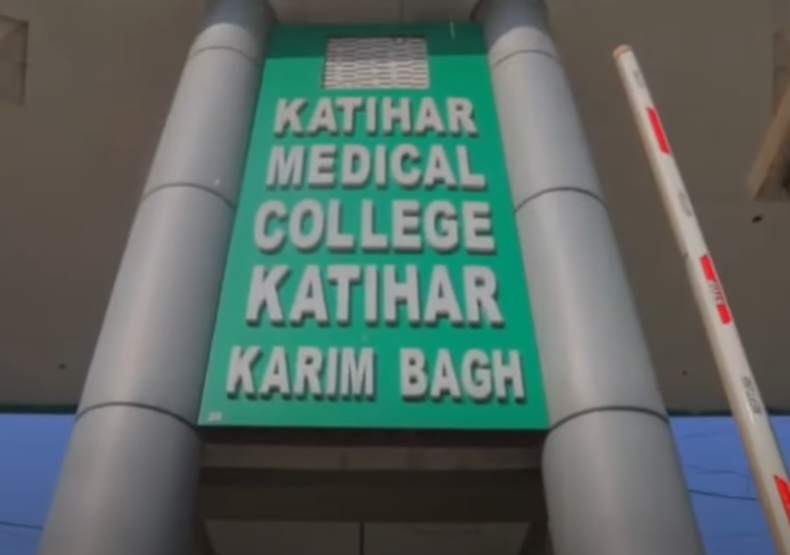 KATIHAR
MEDICAL
COLLEGE
KATIHAR
KARIM BAGH